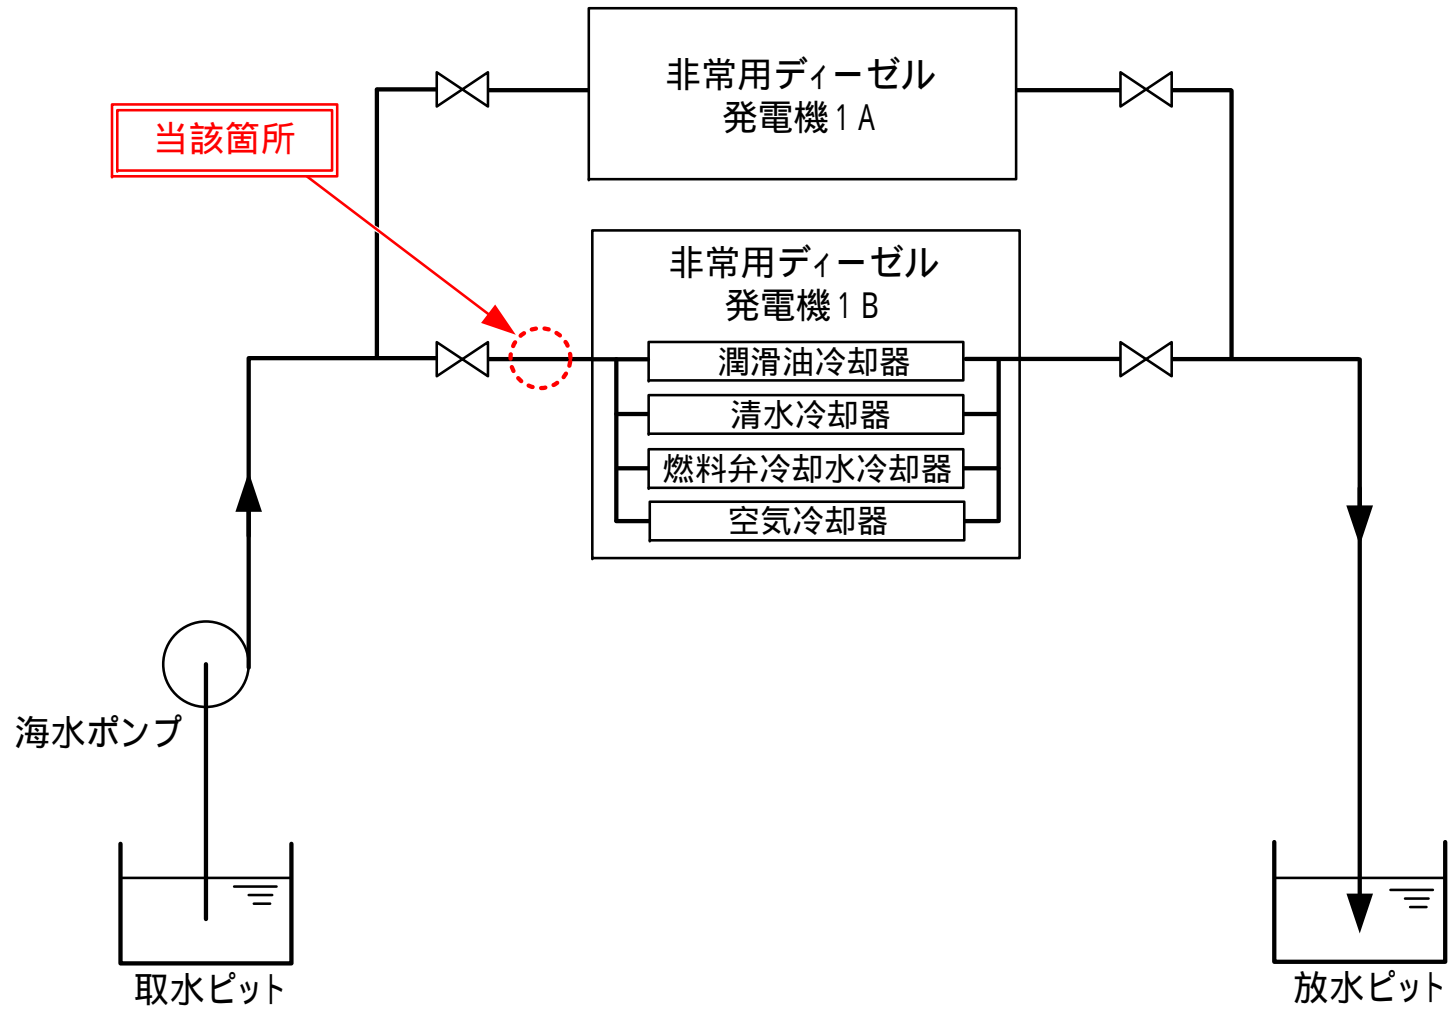 非常用ディーゼル
発電機1A
当該箇所
非常用ディーゼル
発電機1B
潤滑油冷却器
清水冷却器
燃料弁冷却水冷却器
空気冷却器
海水ポンプ
取水ピット
放水ピット